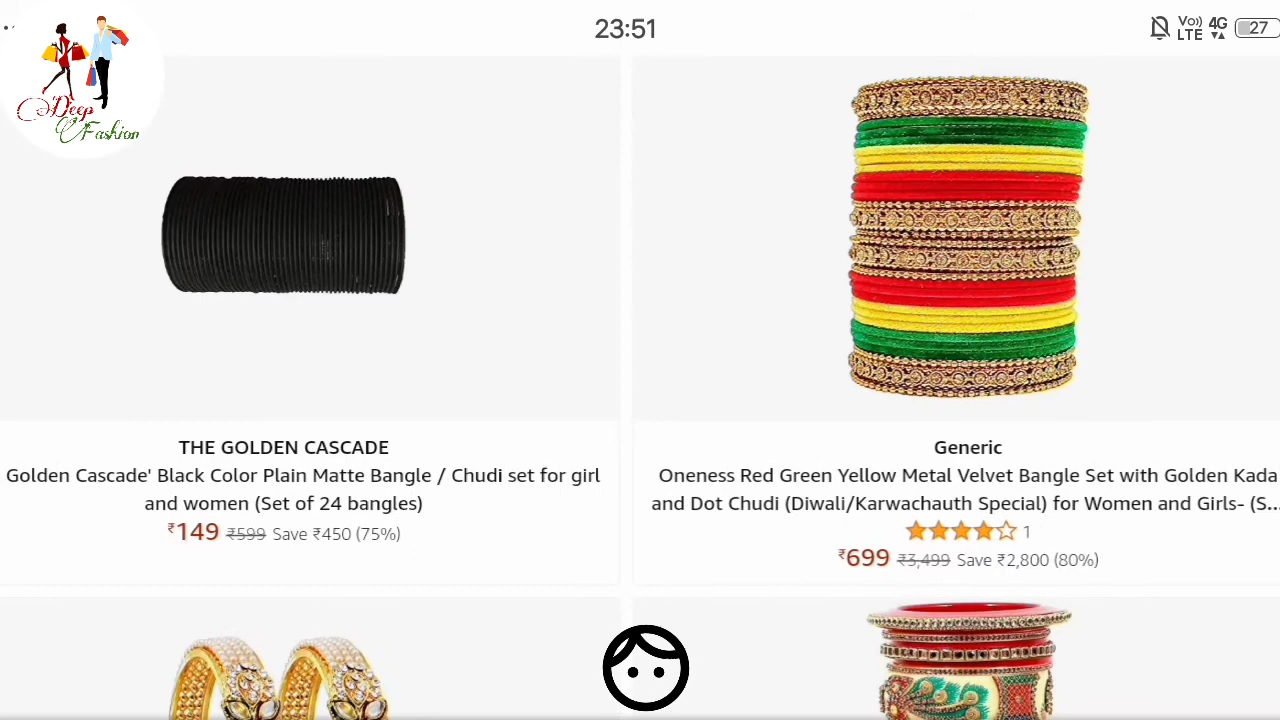 23:51
Vo)) 4G
LTE
27
Deep
Fashion
THE GOLDEN CASCADE
Golden Cascade' Black Color Plain Matte Bangle / Chudi set for girl
and women (Set of 24 bangles)
₹149 ₹599 Save ₹450 (75%)
Generic
Oneness Red Green Yellow Metal Velvet Bangle Set with Golden Kada
and Dot Chudi (Diwali/Karwachauth Special) for Women and Girls- (S...
1
₹699 ₹3,499 Save ₹2,800 (80%)